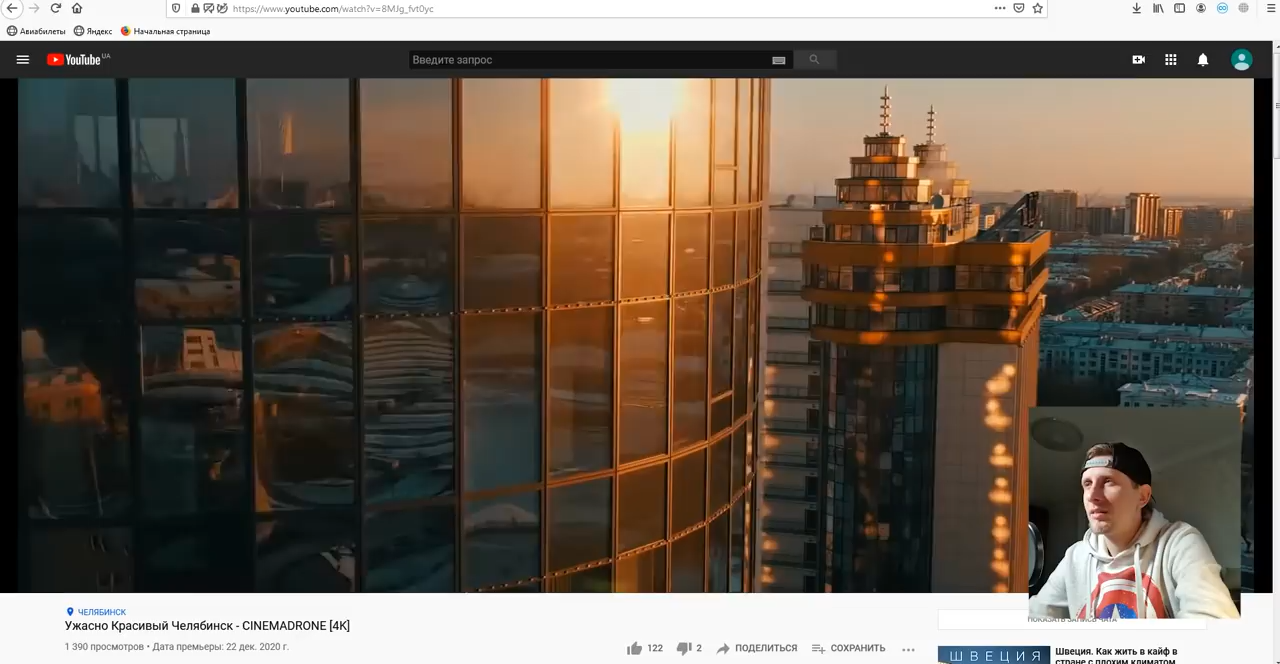 https://www.youtube.com/watch?v=8MJg_fvt0yc
Авиабилеты Яндекс Начальная страница
YouTube UA
Введите запрос
ЧЕЛЯБИНСК
Ужасно Красивый Челябинск - CINEMADRONE [4K]
1 390 просмотров • Дата премьеры: 22 дек. 2020 г.
122 2 ПОДЕЛИТЬСЯ СОХРАНИТЬ
ПОКАЗАТЬ ЗАПИСЬ ЧАТА
ШВЕЦИЯ
Швеция. Как жить в кайф в
стране с плохим климатом